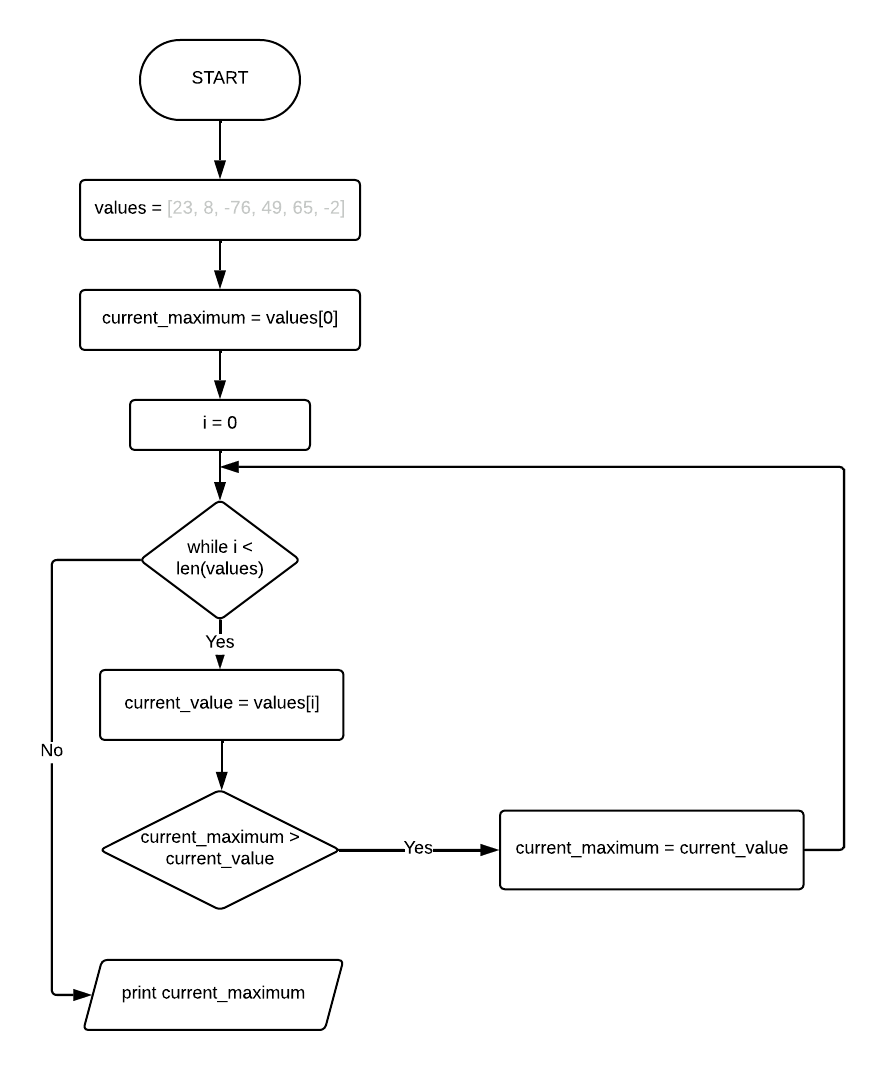 START
values = [23, 8, -76, 49, 65, -2]
current_maximum = values[0]
i = 0
while i <
len(values)
Yes
current_value = values[i]
No
current_maximum >
current_value
Yes
current_maximum = current_value
print current_maximum